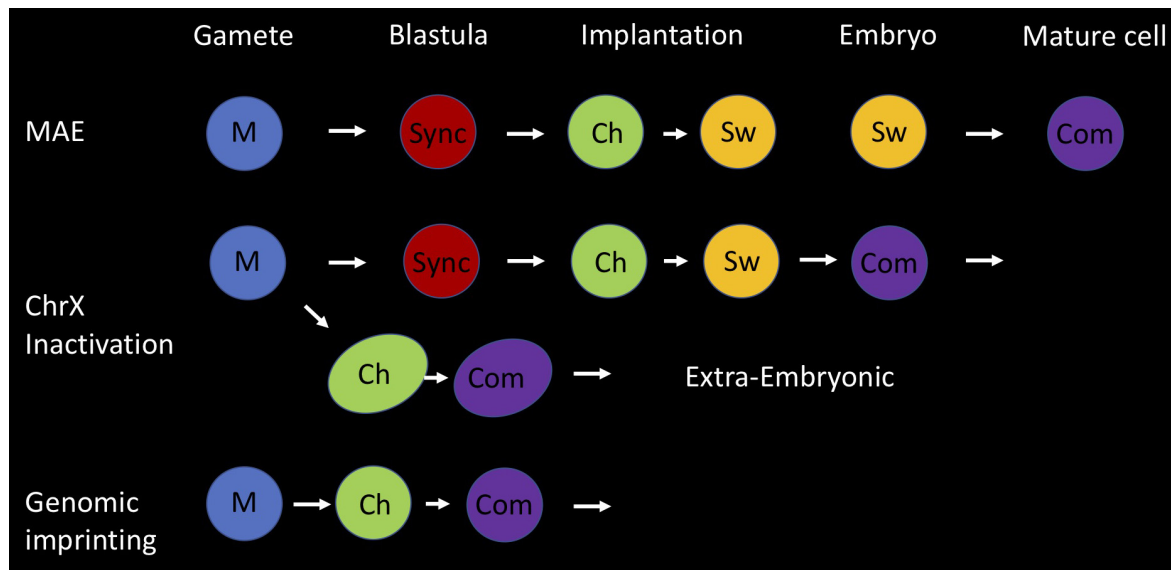 Gamete Blastula Implantation Embryo Mature cell
MAE M Sync Ch Sw Sw Com
M Sync Ch Sw Com
ChrX
Inactivation
Ch Com Extra-Embryonic
Genomic
imprinting
M Ch Com